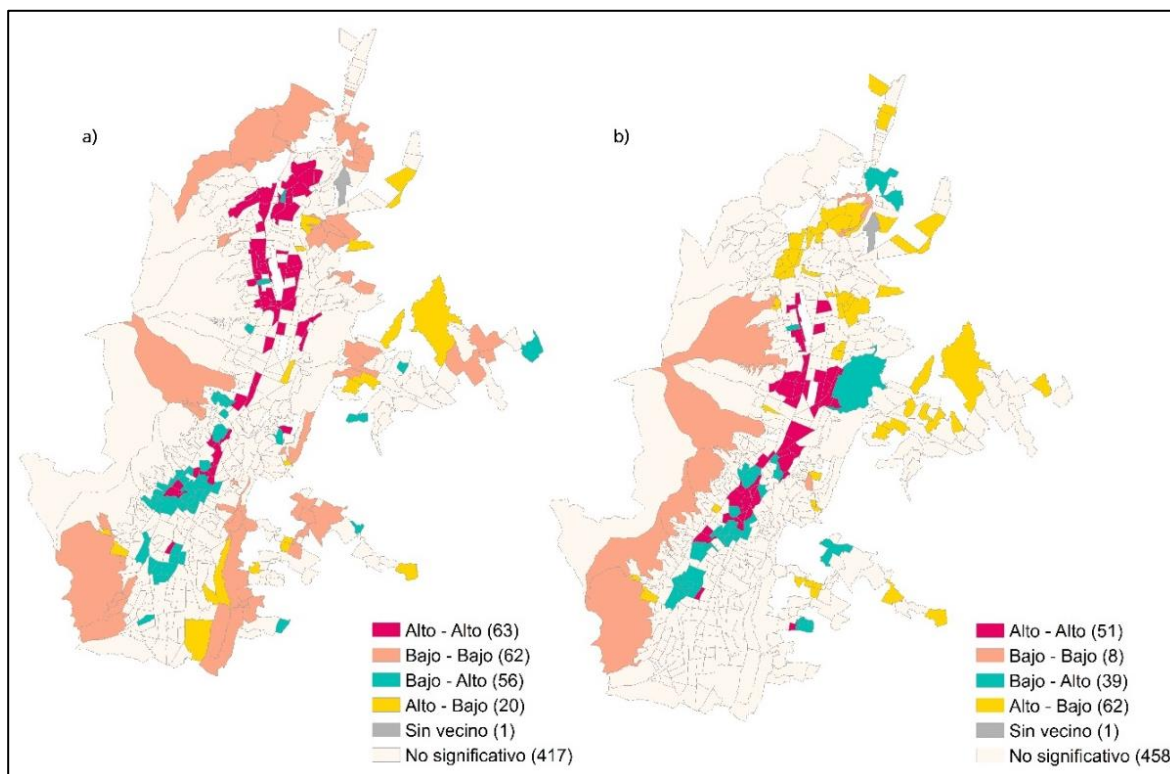 a)
Alto - Alto (63)
Bajo - Bajo (62)
Bajo - Alto (56)
Alto - Bajo (20)
Sin vecino (1)
No significativo (417)
b)
Alto - Alto (51)
Bajo - Bajo (8)
Bajo - Alto (39)
Alto - Bajo (62)
Sin vecino (1)
No significativo (458)